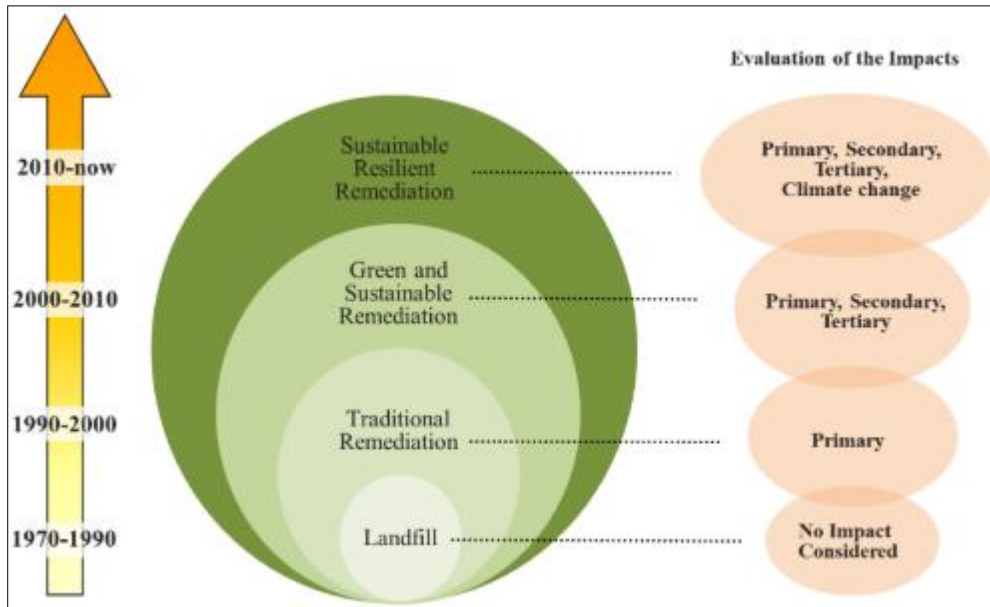 Evaluation of the Impacts
2010-now
Sustainable
Resilient
Remediation
Primary, Secondary,
Tertiary,
Climate change
2000-2010
Green and
Sustainable
Remediation
Primary, Secondary,
Tertiary
1990-2000
Traditional
Remediation
Primary
1970-1990
Landfill
No Impact
Considered